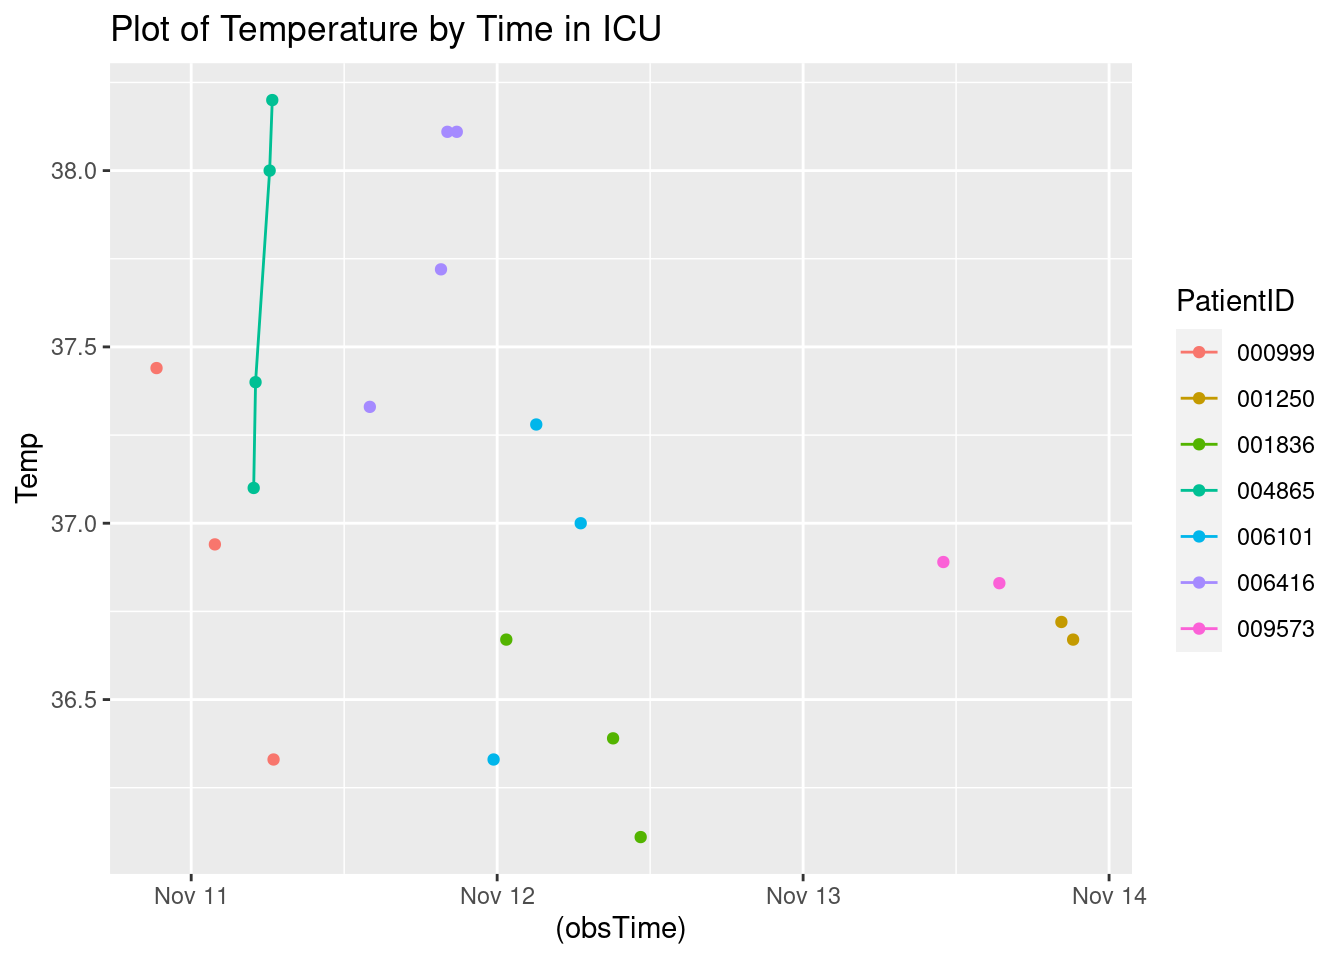 Plot of Temperature by Time in ICU
38.0
37.5
37.0
36.5
Temp
Nov 11
Nov 12
Nov 13
Nov 14
(obsTime)
PatientID
000999
001250
001836
004865
006101
006416
009573